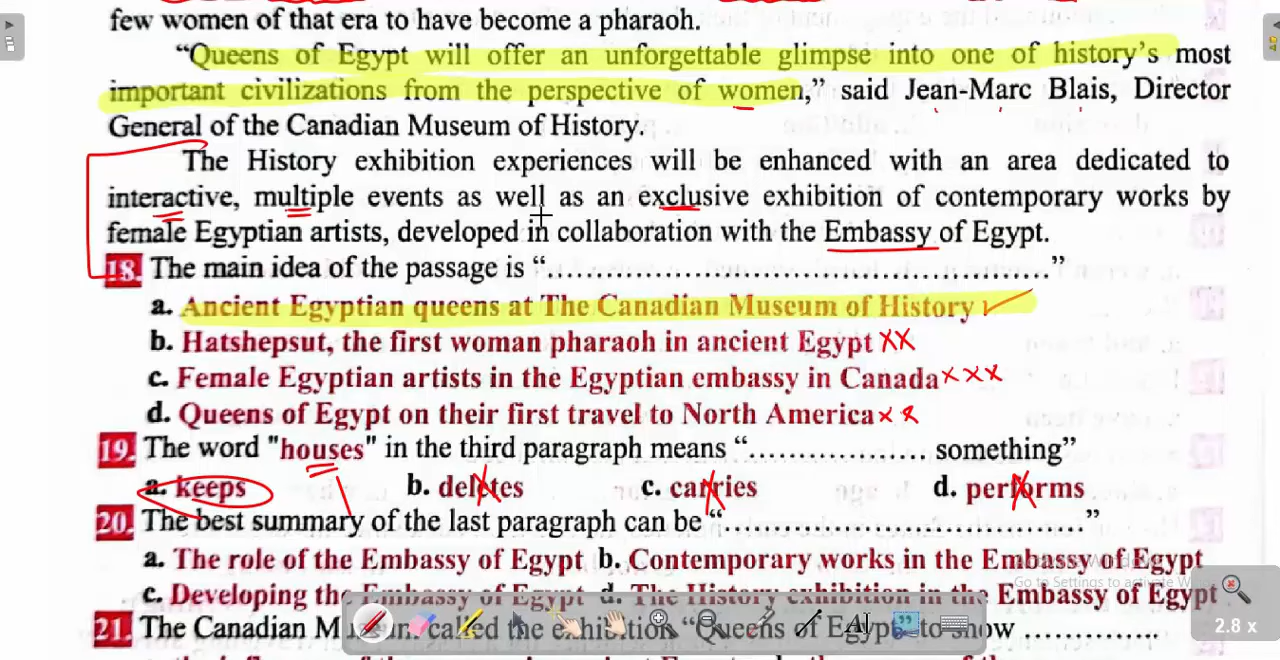 few women of that era to have become a pharaoh.
“Queens of Egypt will offer an unforgettable glimpse into one of history’s most
important civilizations from the perspective of women,” said Jean-Marc Blais, Director
General of the Canadian Museum of History.
The History exhibition experiences will be enhanced with an area dedicated to
interactive, multiple events as well as an exclusive exhibition of contemporary works by
female Egyptian artists, developed in collaboration with the Embassy of Egypt.
18. The main idea of the passage is “..................................................”
a. Ancient Egyptian queens at The Canadian Museum of History
b. Hatshepsut, the first woman pharaoh in ancient Egypt
c. Female Egyptian artists in the Egyptian embassy in Canada
d. Queens of Egypt on their first travel to North America
19. The word "houses" in the third paragraph means “.................... something”
a. keeps b. deletes c. carries d. performs
20. The best summary of the last paragraph can be “....................................”
a. The role of the Embassy of Egypt b. Contemporary works in the Embassy of Egypt
c. Developing the Embassy of Egypt d. The History exhibition in the Embassy of Egypt
Go to Settings to activate
21. The Canadian Museum called the exhibition “Queens of Egypt” to show ..............
2.8 x